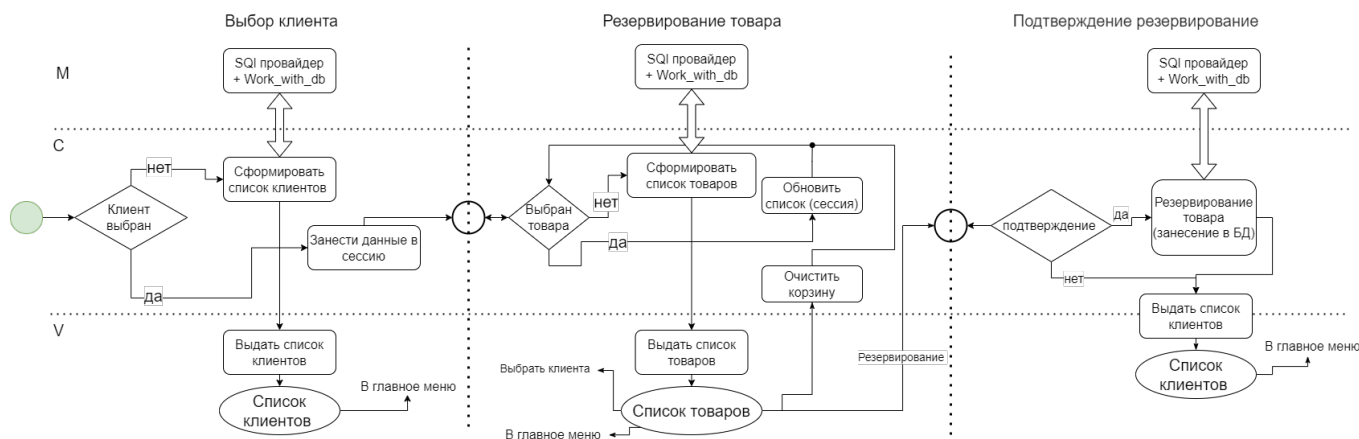 Выбор клиента
Резервирование товара
Подтверждение резервирование
М
SQl провайдер
+ Work_with_db
SQl провайдер
+ Work_with_db
SQl провайдер
+ Work_with_db
С
нет
Сформировать
список клиентов
Клиент
выбран
да
Занести данные в
сессию
Выбран
товара
нет
Сформировать
список товаров
да
Обновить
список (сессия)
Очистить
корзину
подтверждение
да
Резервирование
товара
(занесение в БД)
нет
Выдать список
клиентов
V
Выдать список
клиентов
Список
клиентов
В главное меню
Выдать список
товаров
Выбрать клиента
Список товаров
В главное меню
Резервирование
Список
клиентов
В главное меню